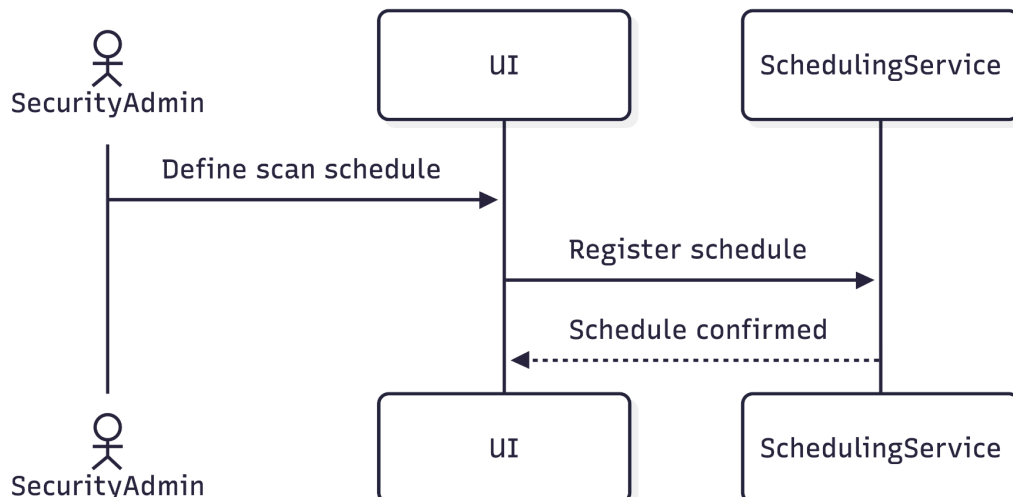 SecurityAdmin
UI
SchedulingService
Define scan schedule
Register schedule
Schedule confirmed
SecurityAdmin
UI
SchedulingService